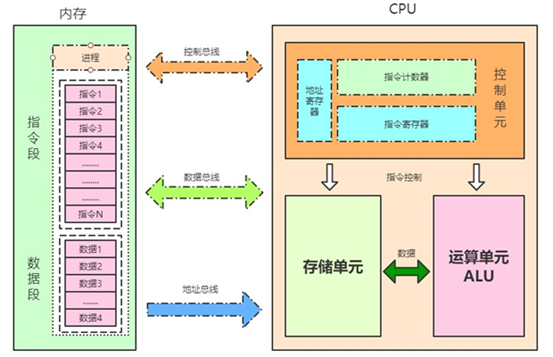 内存
进程
指令段
指令1
指令2
指令3
指令4
........
........
........
指令N
数据段
数据1
数据2
数据3
.......
数据4
控制总线
数据总线
地址总线
CPU
控制单元
地址寄存器
指令计数器
指令寄存器
指令控制
存储单元
数据
运算单元
ALU